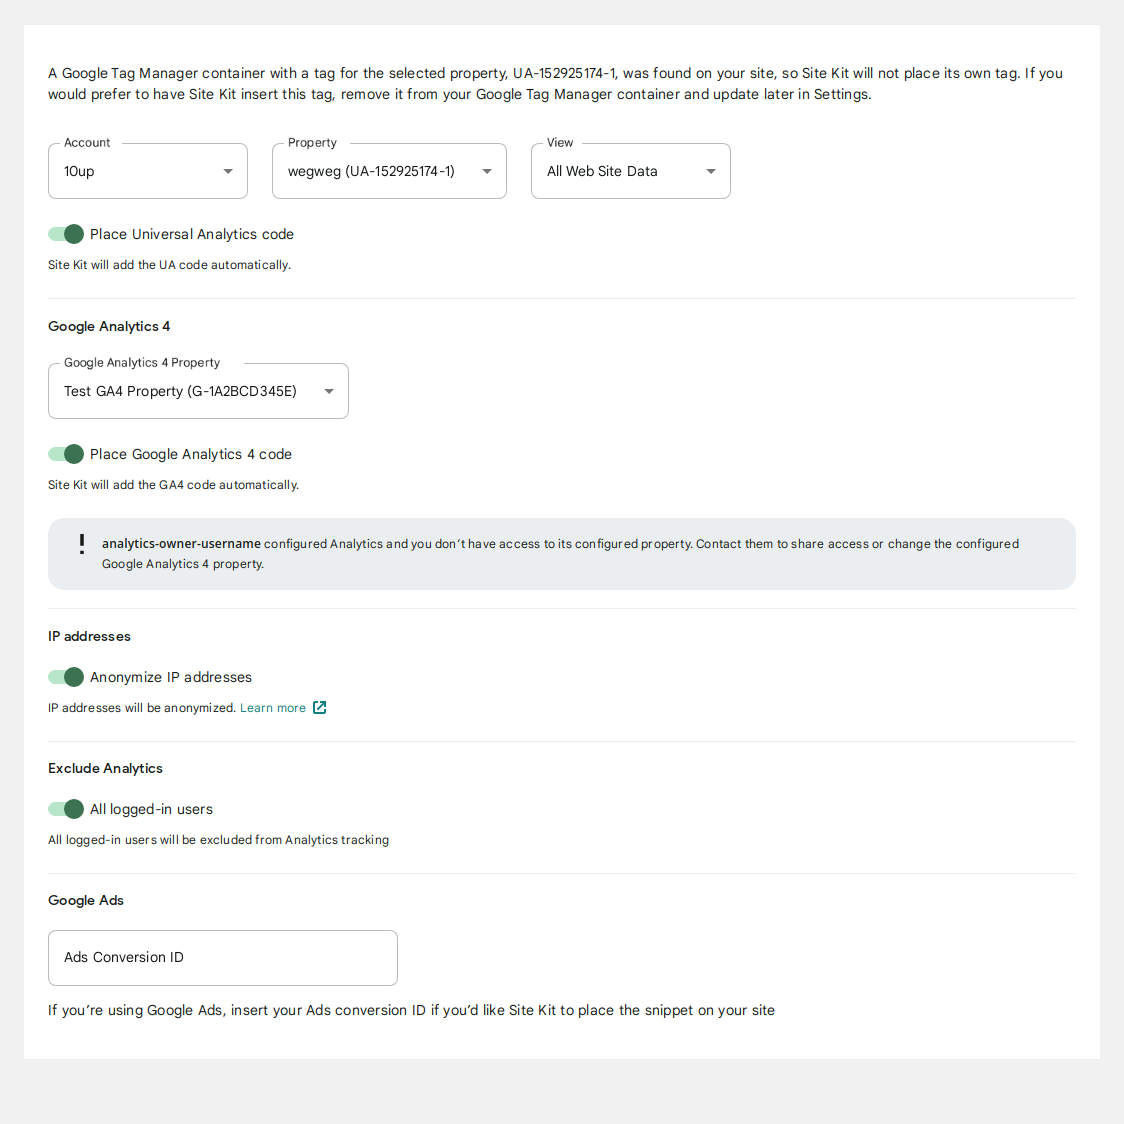 A Google Tag Manager container with a tag for the selected property, UA-152925174-1, was found on your site, so Site Kit will not place its own tag. If you
would prefer to have Site Kit insert this tag, remove it from your Google Tag Manager container and update later in Settings.
Account Property View
10up wegweg (UA-152925174-1) All Web Site Data
Place Universal Analytics code
Site Kit will add the UA code automatically.
Google Analytics 4
Google Analytics 4 Property
Test GA4 Property (G-1A2BCD345E)
Place Google Analytics 4 code
Site Kit will add the GA4 code automatically.
analytics-owner-username configured Analytics and you don’t have access to its configured property. Contact them to share access or change the configured
Google Analytics 4 property.
IP addresses
Anonymize IP addresses
IP addresses will be anonymized. Learn more
Exclude Analytics
All logged-in users
All logged-in users will be excluded from Analytics tracking
Google Ads
Ads Conversion ID
If you’re using Google Ads, insert your Ads conversion ID if you’d like Site Kit to place the snippet on your site